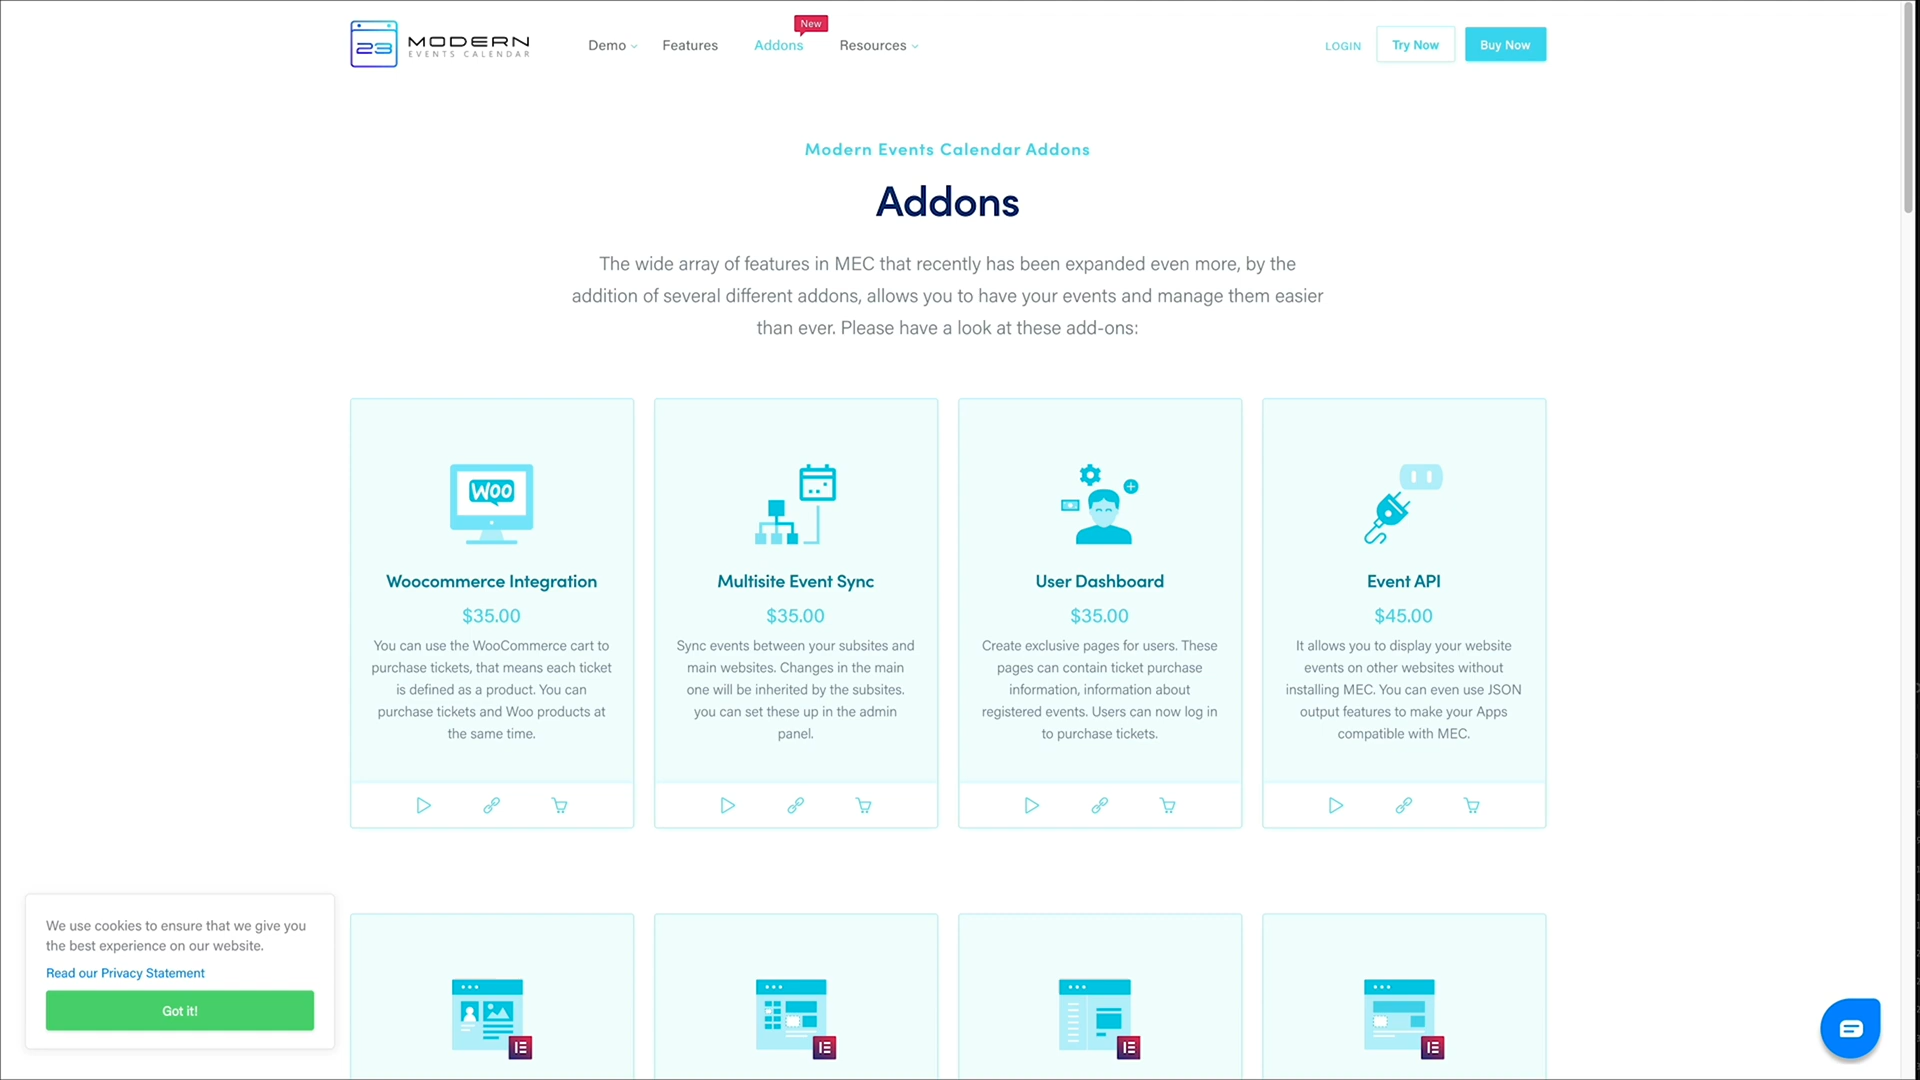 23 MODERN
EVENTS CALENDAR
Demo
Features
Addons
New
Resources
LOGIN
Try Now
Buy Now
Modern Events Calendar Addons
Addons
The wide array of features in MEC that recently has been expanded even more, by the
addition of several different addons, allows you to have your events and manage them easier
than ever. Please have a look at these add-ons:
WOO
Woocommerce Integration
$35.00
You can use the WooCommerce cart to
purchase tickets, that means each ticket
is defined as a product. You can
purchase tickets and Woo products at
the same time.
Multisite Event Sync
$35.00
Sync events between your subsites and
main websites. Changes in the main
one will be inherited by the subsites.
you can set these up in the admin
panel.
User Dashboard
$35.00
Create exclusive pages for users. These
pages can contain ticket purchase
information, information about
registered events. Users can now log in
to purchase tickets.
Event API
$45.00
It allows you to display your website
events on other websites without
installing MEC. You can even use JSON
output features to make your Apps
compatible with MEC.
We use cookies to ensure that we give you
the best experience on our website.
Read our Privacy Statement
Got it!